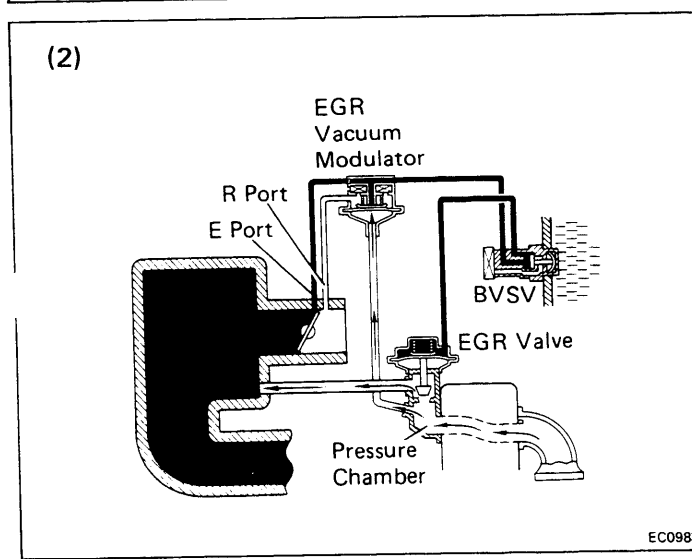 (2)
EGR
Vacuum
Modulator
R Port
E Port
BVSV
EGR Valve
Pressure
Chamber
EC098